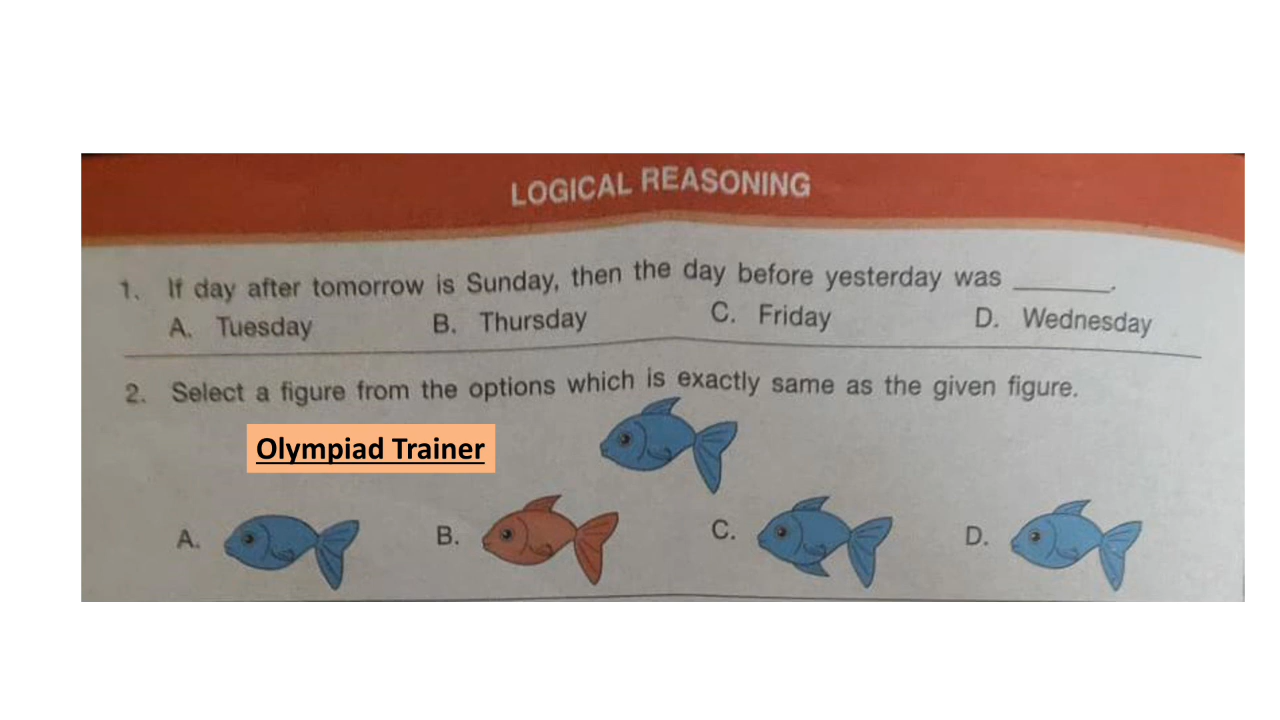 LOGICAL REASONING
1. If day after tomorrow is Sunday, then the day before yesterday was ______.
A. Tuesday B. Thursday C. Friday D. Wednesday
2. Select a figure from the options which is exactly same as the given figure.
Olympiad Trainer
A. B. C. D.